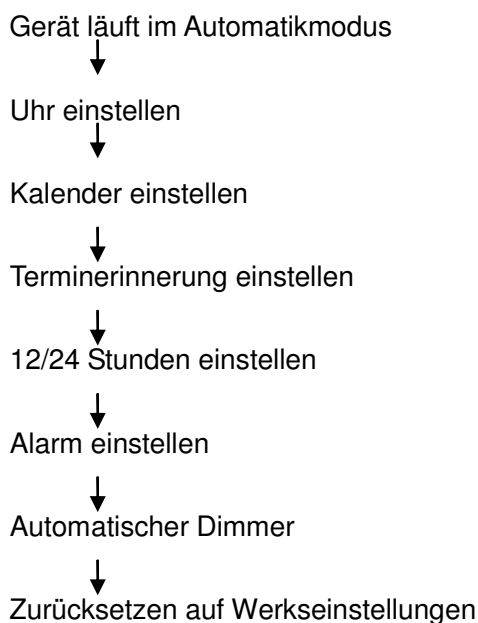 Gerät läuft im Automatikmodus
Uhr einstellen
Kalender einstellen
Terminerinnerung einstellen
12/24 Stunden einstellen
Alarm einstellen
Automatischer Dimmer
Zurücksetzen auf Werkseinstellungen